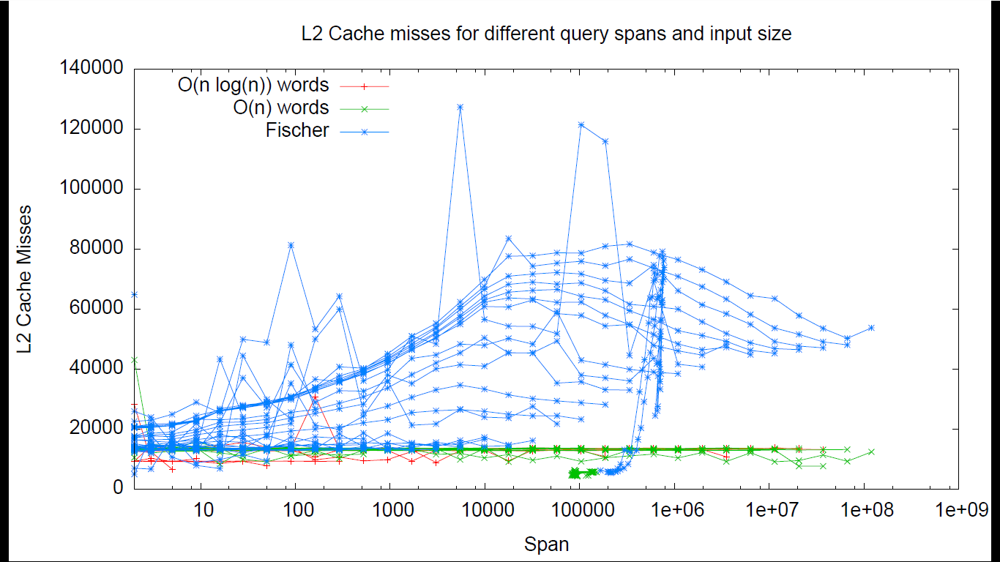 L2 Cache misses for different query spans and input size
140000
120000
100000
80000
60000
40000
20000
0
L2 Cache Misses
O(n log(n)) words
O(n) words
Fischer
10 100 1000 10000 100000 1e+06 1e+07 1e+08 1e+09
Span